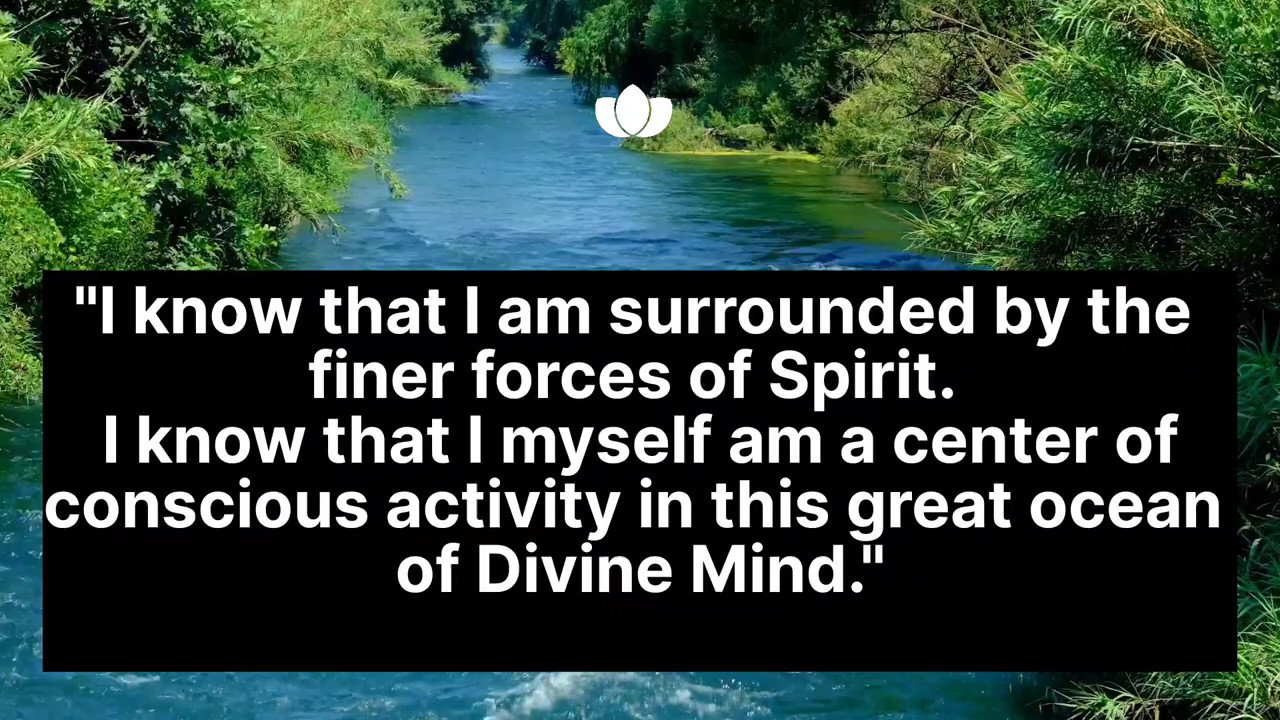 "I know that I am surrounded by the
finer forces of Spirit.
I know that I myself am a center of
conscious activity in this great ocean
of Divine Mind."